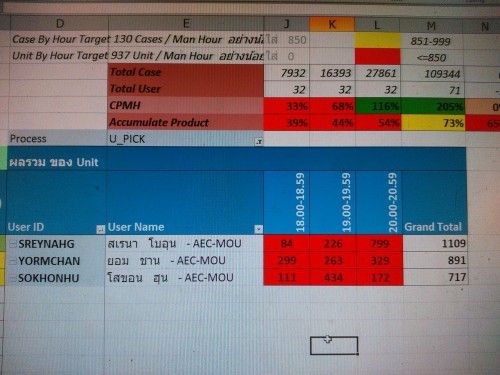 D E J K L M N
Case By Hour Target 130 Cases / Man Hour อย่างน้อย ใส่ 850 851-999
Unit By Hour Target 937 Unit / Man Hour อย่างน้อย ใส่ 0 <=850
Total Case 7932 16393 27861 109344
Total User 32 32 32 71 -
CPMH 33% 68% 116% 205%
Accumulate Product 39% 44% 54% 73%
Process U_PICK
ผลรวม ของ Unit
User ID User Name 18.00-18.59 19.00-19.59 20.00-20.59 Grand Total
SREYNAHG สเรนา โบอุน - AEC-MOU 84 226 799 1109
YORMCHAN ยอม ชาน - AEC-MOU 299 263 329 891
SOKHONHU โสขอน ฮุน - AEC-MOU 111 434 172 717